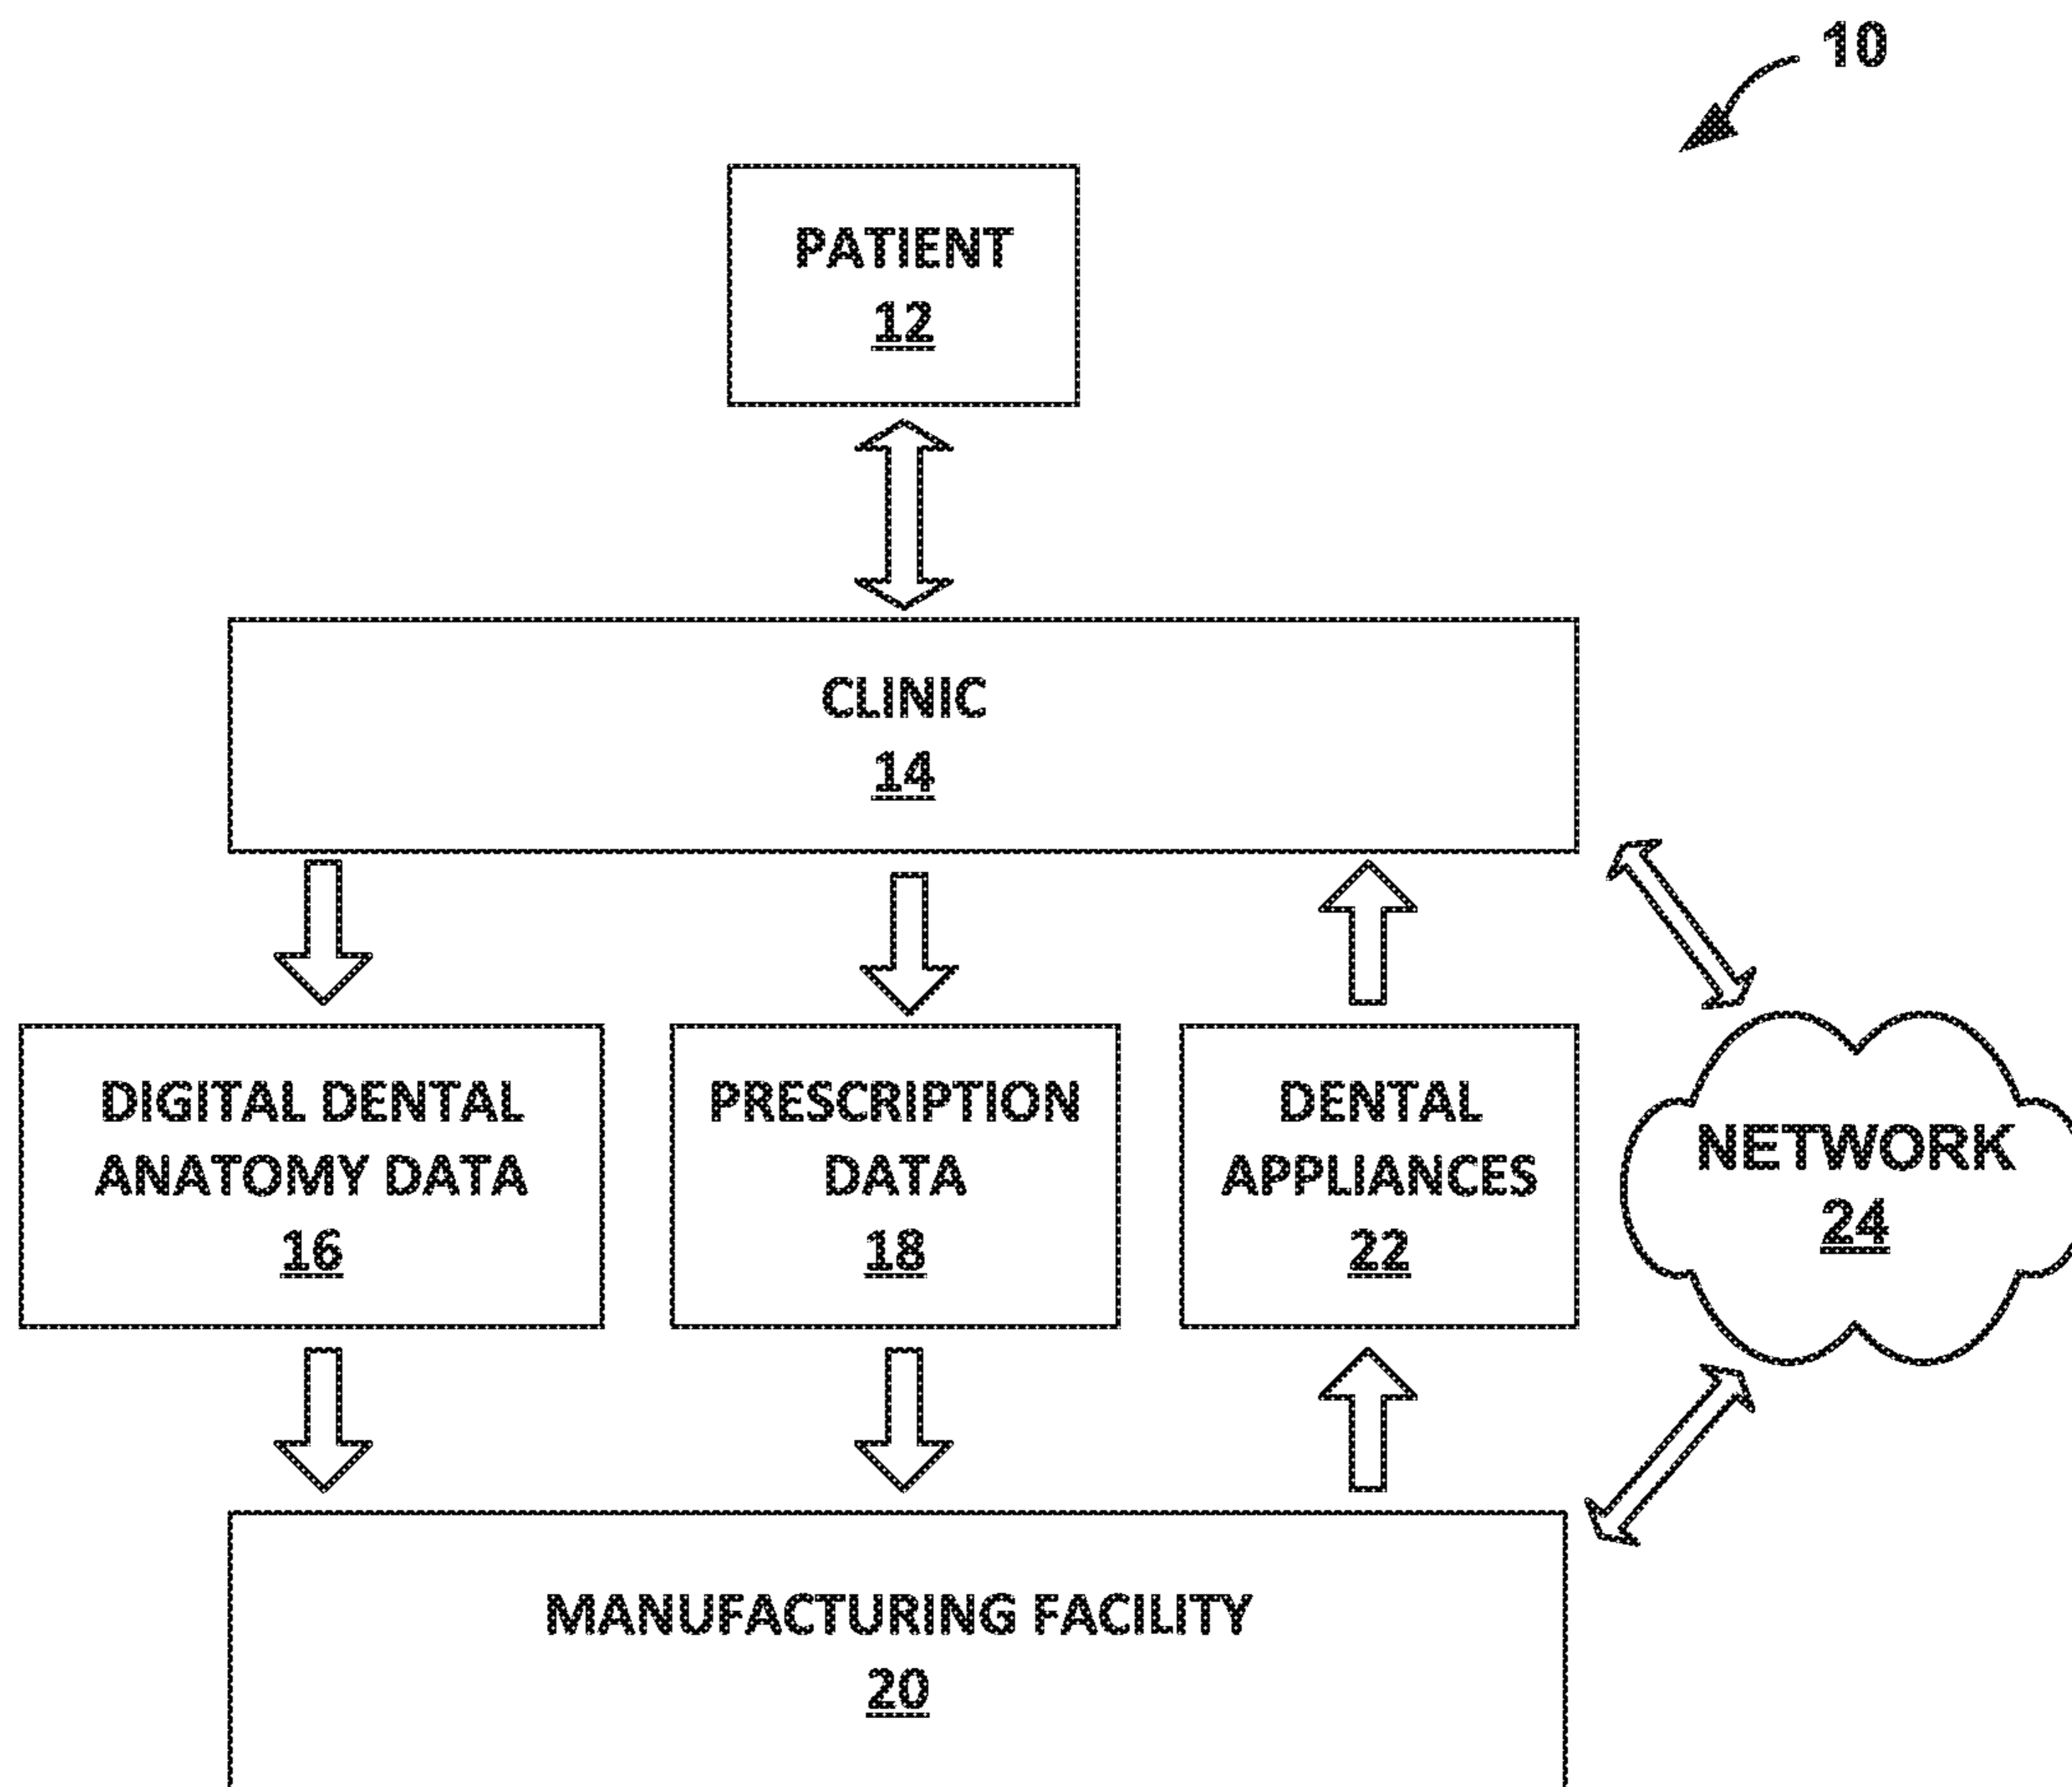 10
PATIENT
12
CLINIC
14
DIGITAL DENTAL
ANATOMY DATA
16
PRESCRIPTION
DATA
18
DENTAL
APPLIANCES
22
NETWORK
24
MANUFACTURING FACILITY
20